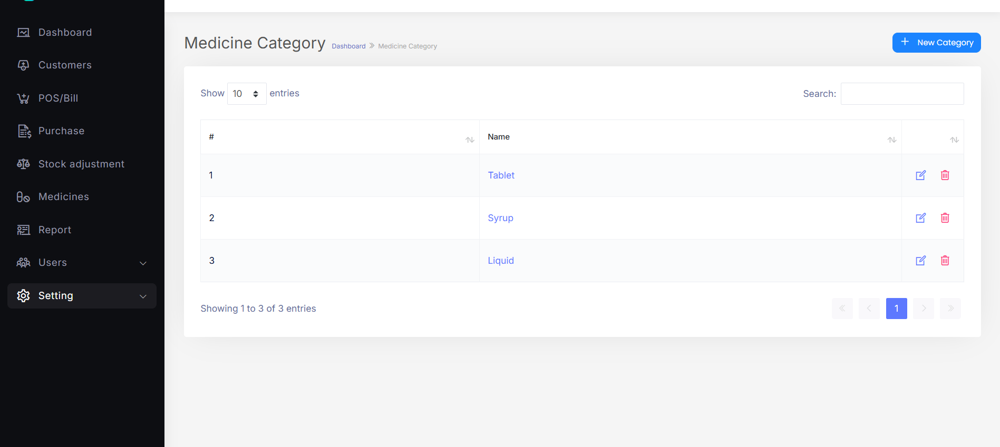 Dashboard
Customers
POS/Bill
Purchase
Stock adjustment
Medicines
Report
Users
Setting
Medicine Category Dashboard Medicine Category
New Category
Show 10 entries
Search:
# Name
1 Tablet
2 Syrup
3 Liquid
Showing 1 to 3 of 3 entries
1